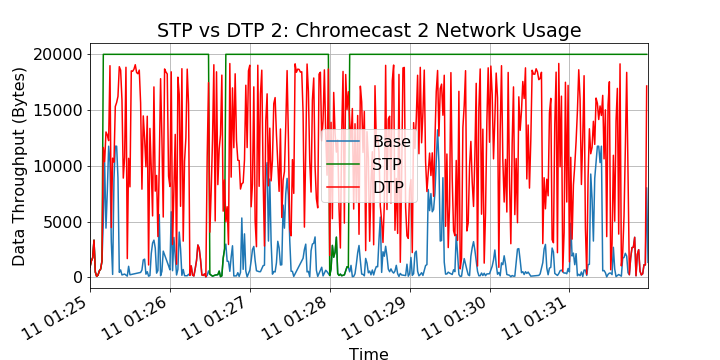 STP vs DTP 2: Chromecast 2 Network Usage
Data Throughput (Bytes)
20000
15000
10000
5000
0
Base
STP
DTP
11 01:25
11 01:26
11 01:27
11 01:28
11 01:29
11 01:30
11 01:31
Time